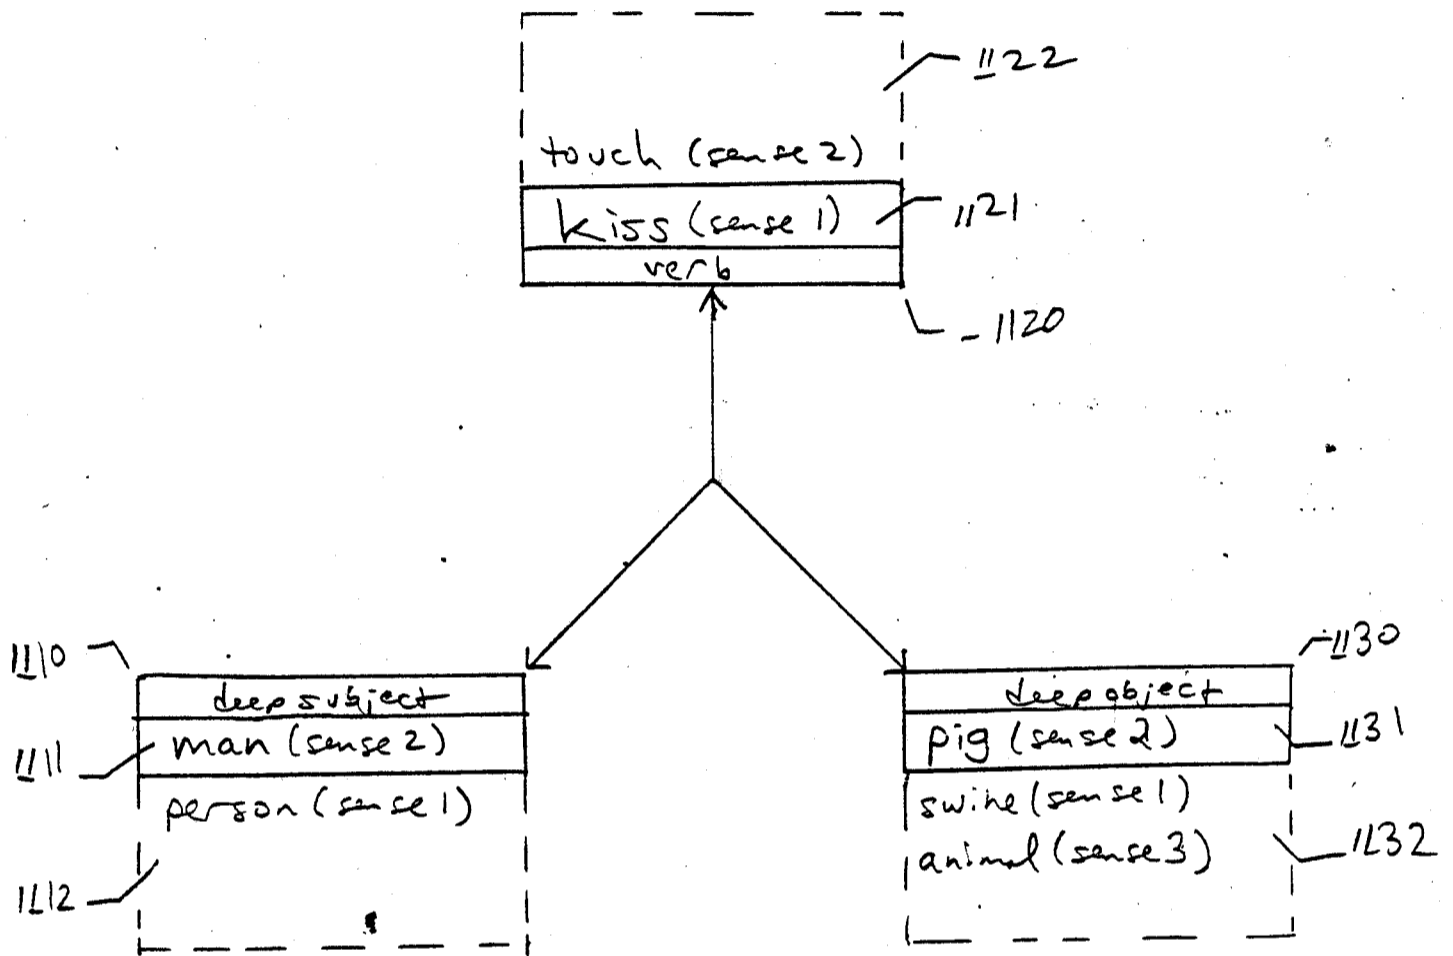 1122
touch (sense 2)
kiss (sense 1)
1121
verb
1120
1110
deep subject
1111
man (sense 2)
person (sense 1)
1112
1130
deep object
pig (sense 2)
1131
swine (sense 1)
animal (sense 3)
1132